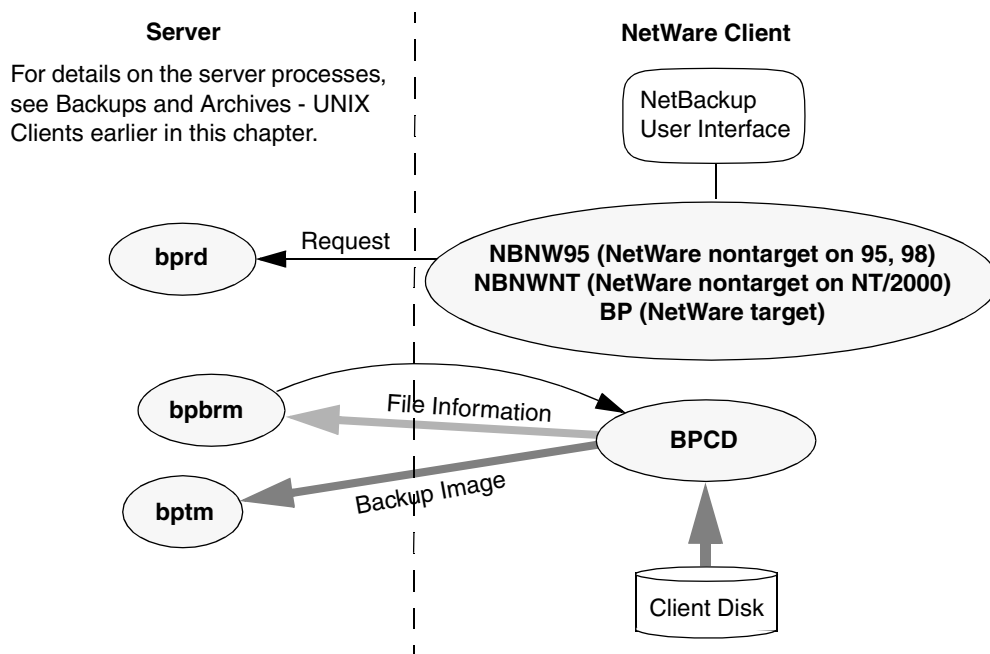 Server
For details on the server processes,
see Backups and Archives - UNIX
Clients earlier in this chapter.
NetWare Client
NetBackup
User Interface
bprd
Request
NBNW95 (NetWare nontarget on 95, 98)
NBNWNT (NetWare nontarget on NT/2000)
BP (NetWare target)
bpbrm
File Information
BPCD
bptm
Backup Image
Client Disk